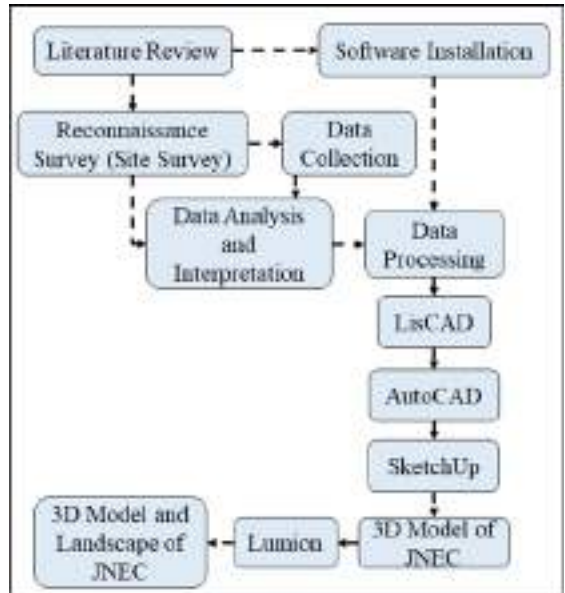 Literature Review
Software Installation
Reconnaissance
Survey (Site Survey)
Data
Collection
Data Analysis
and
Interpretation
Data
Processing
LisCAD
AutoCAD
SketchUp
3D Model of
JNEC
Lumion
3D Model and
Landscape of
JNEC